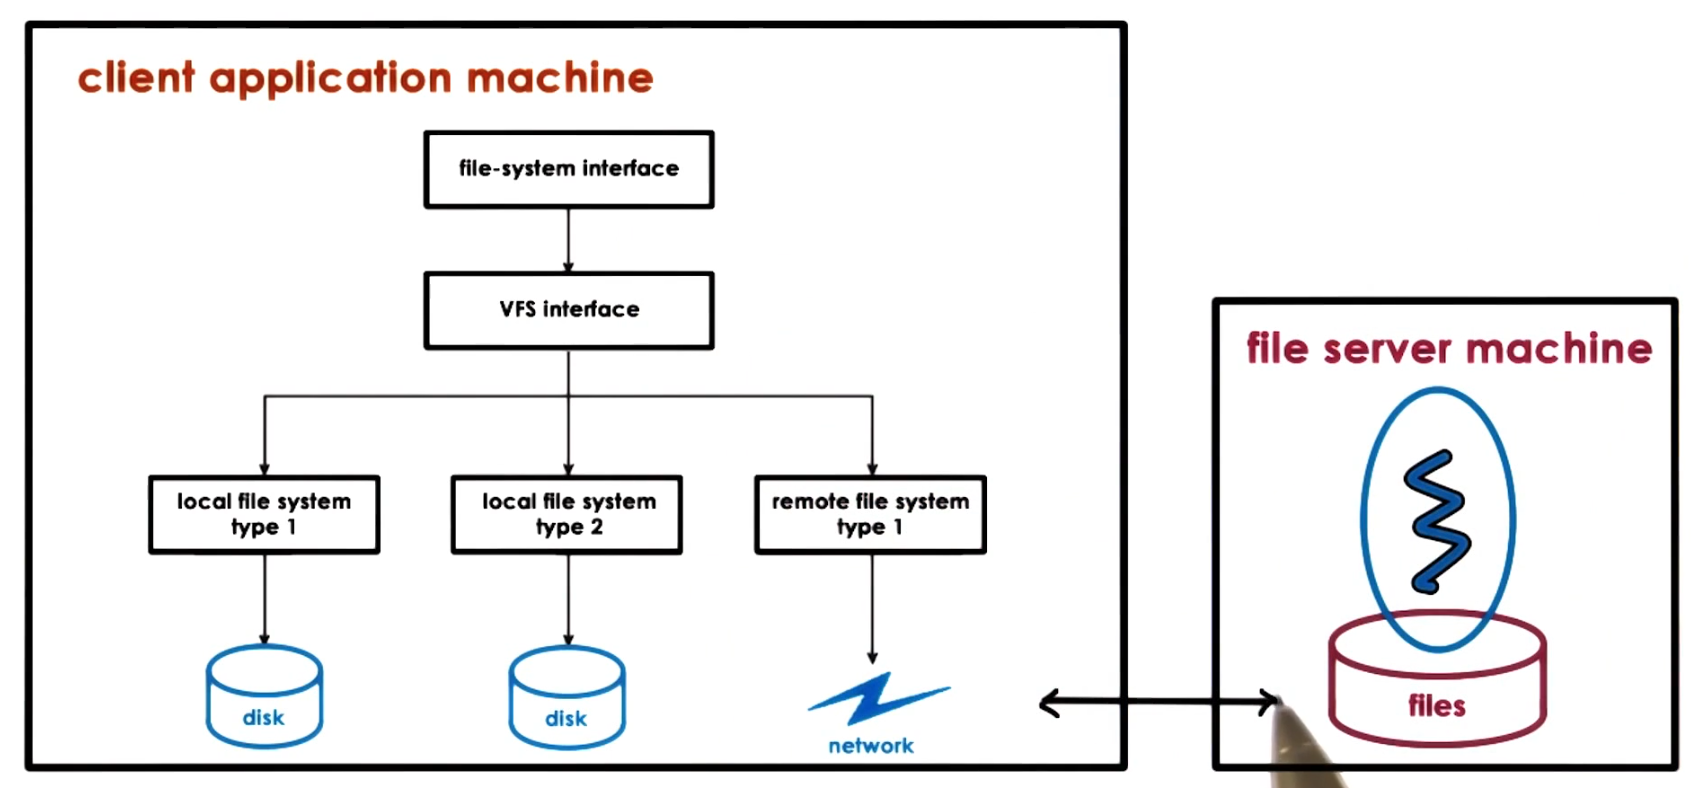 client application machine
file-system interface
VFS interface
local file system
type 1
local file system
type 2
remote file system
type 1
disk
disk
network
file server machine
files